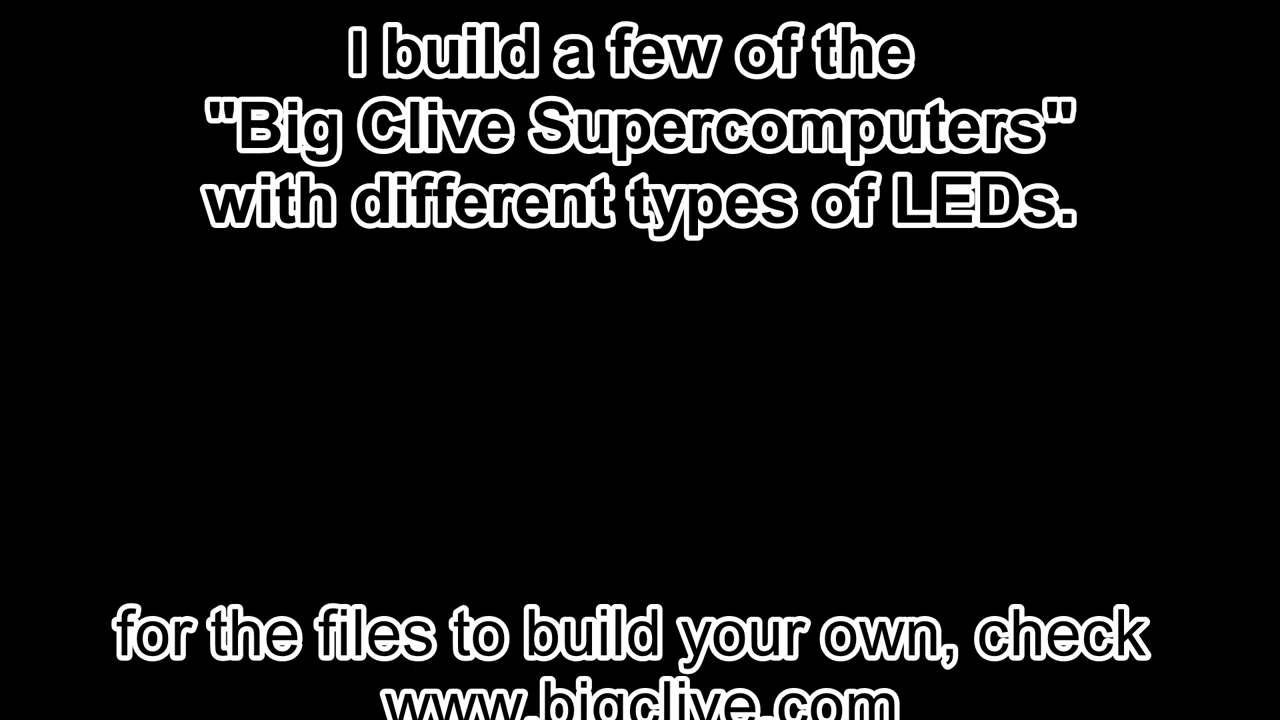 I build a few of the
"Big Clive Supercomputers"
with different types of LEDs.
for the files to build your own, check
www.bigclive.com